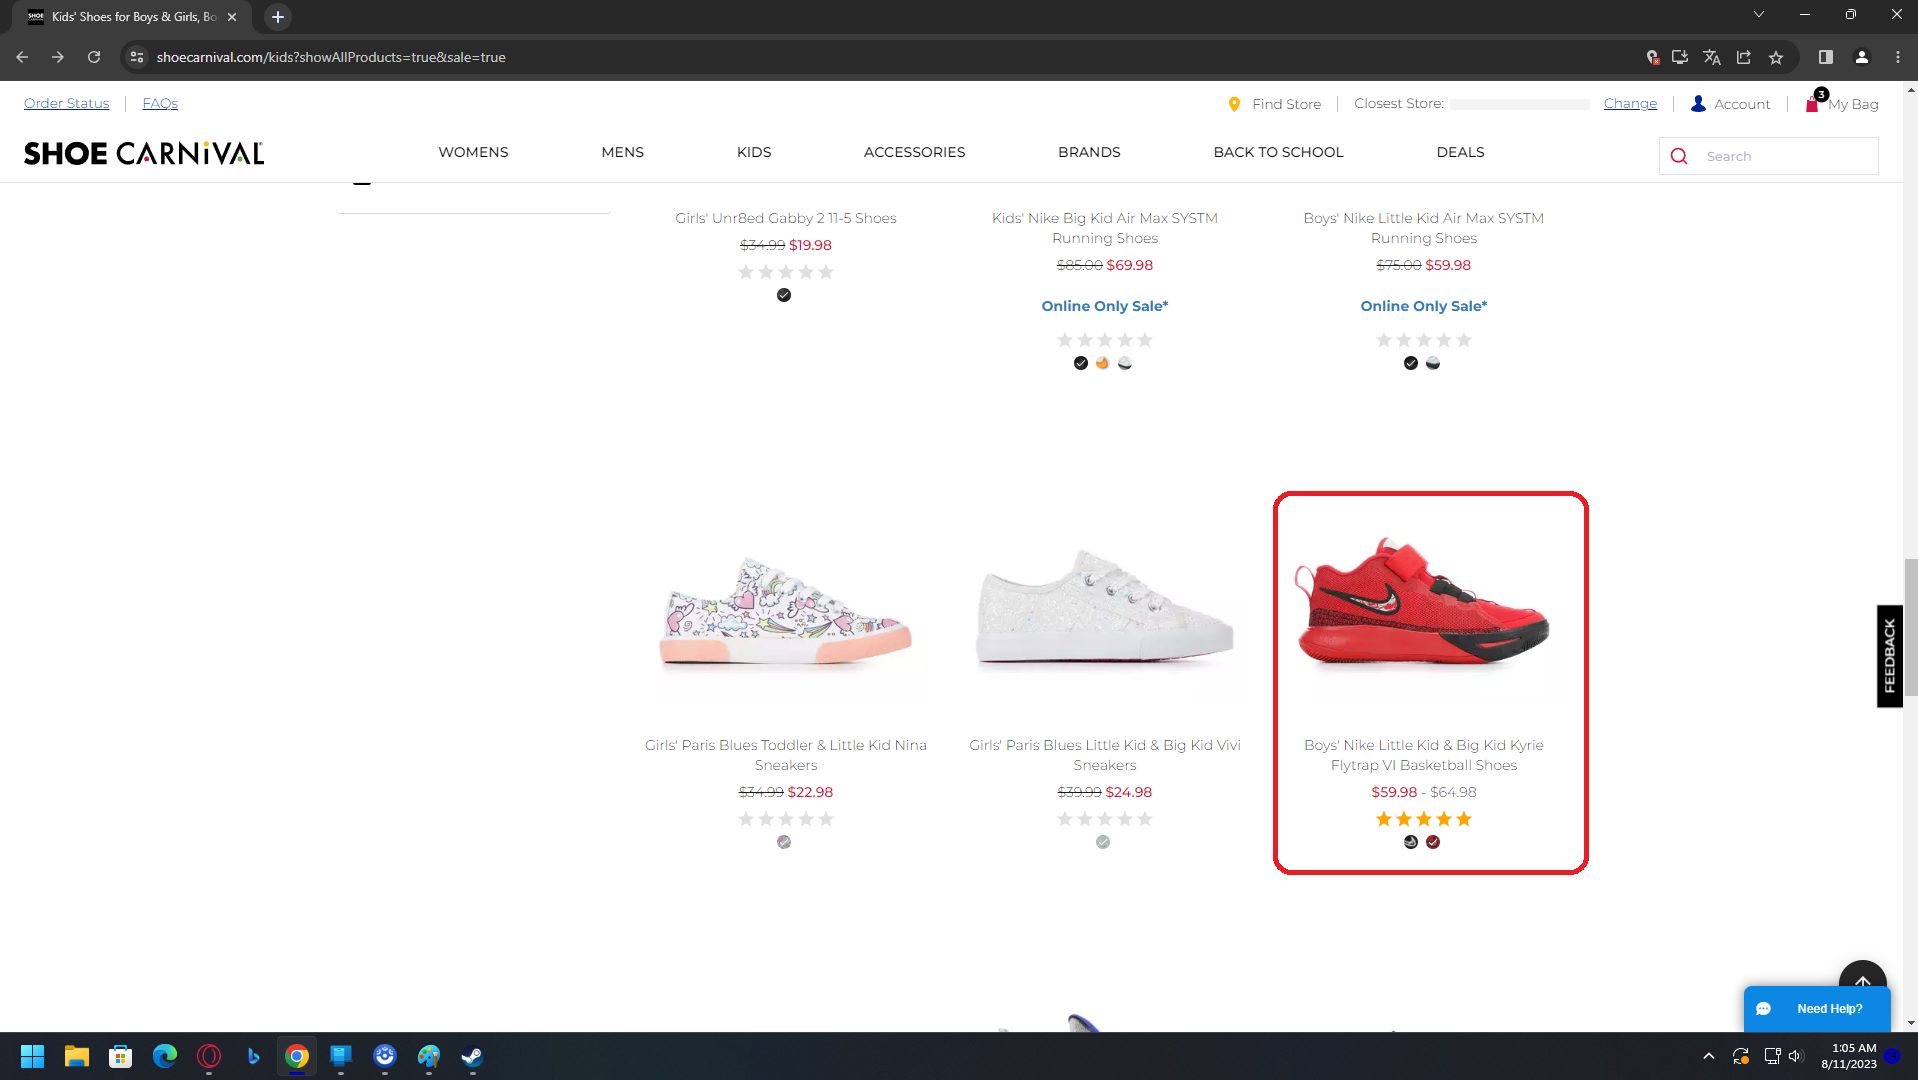 Kids' Shoes for Boys & Girls, Bo
shoecarnival.com/kids?showAllProducts=true&sale=true
Order Status
FAQs
Find Store
Closest Store:
Change
Account
3
My Bag
SHOE CARNiVAL
WOMENS
MENS
KIDS
ACCESSORIES
BRANDS
BACK TO SCHOOL
DEALS
Search
Girls' Unr8ed Gabby 2 11-5 Shoes
$34.99 $19.98
Kids' Nike Big Kid Air Max SYSTM
Running Shoes
$85.00 $69.98
Online Only Sale*
Boys' Nike Little Kid Air Max SYSTM
Running Shoes
$75.00 $59.98
Online Only Sale*
Girls' Paris Blues Toddler & Little Kid Nina
Sneakers
$34.99 $22.98
Girls' Paris Blues Little Kid & Big Kid Vivi
Sneakers
$39.99 $24.98
Boys' Nike Little Kid & Big Kid Kyrie
Flytrap VI Basketball Shoes
$59.98 - $64.98
FEEDBACK
Need Help?
1:05 AM
8/11/2023